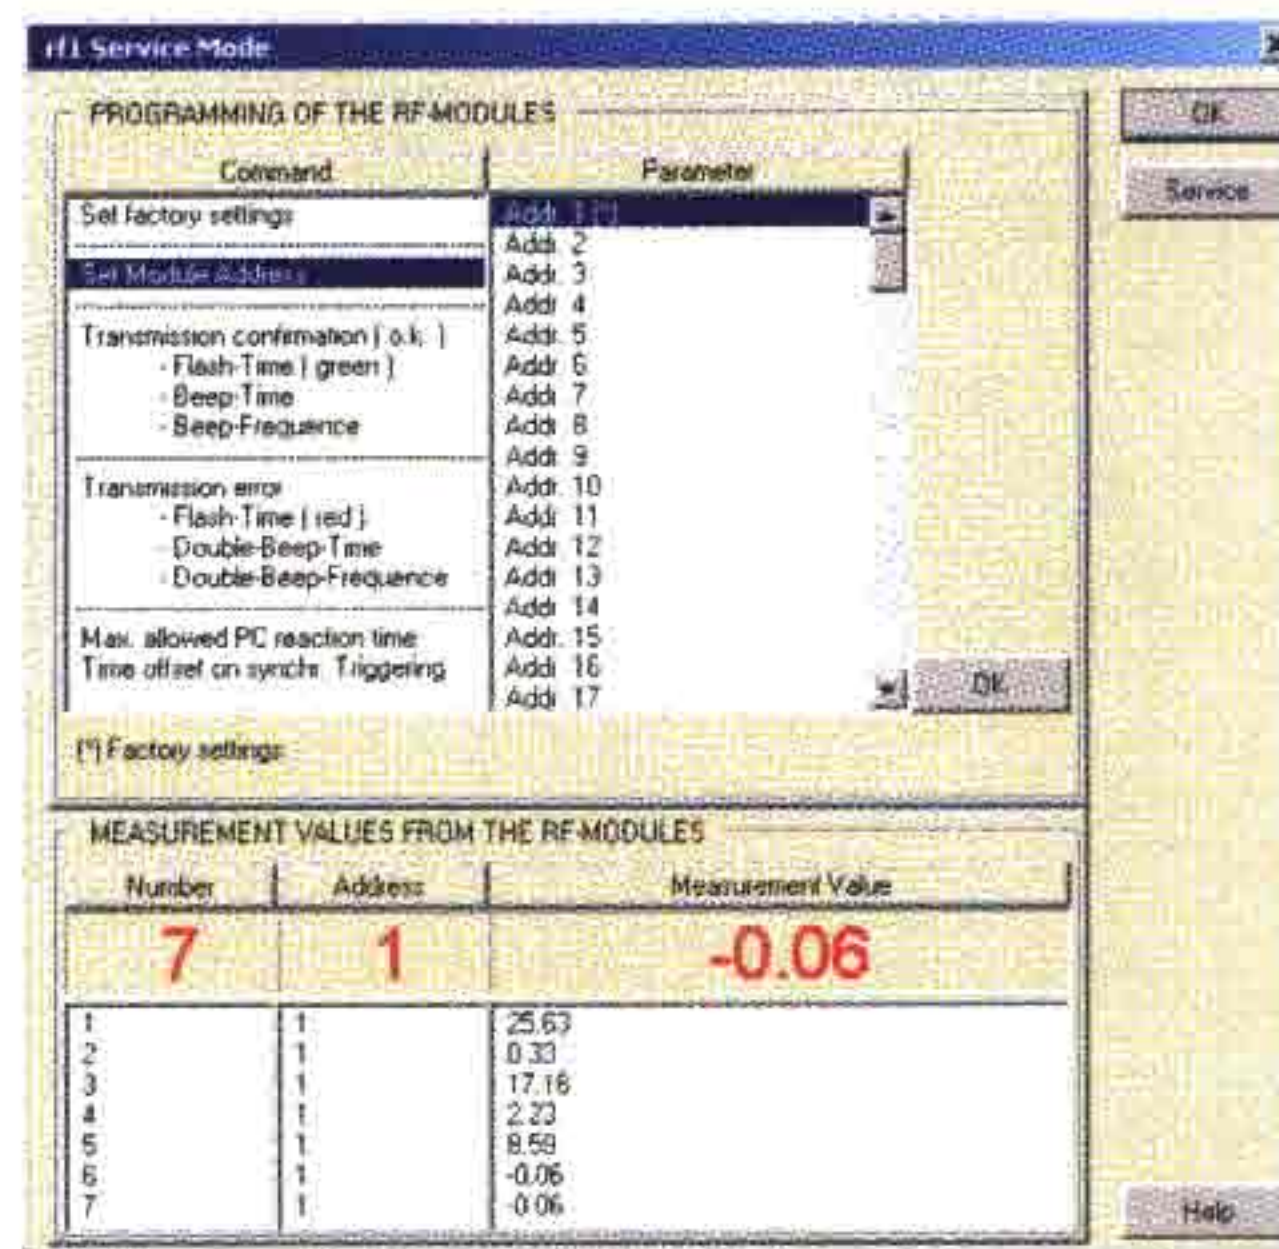 rf1 Service Mode
PROGRAMMING OF THE RF-MODULES
OK
Command
Parameter
Service
Set factory settings
Addr. 1 (*)
Addr. 2
Set Module Address
Addr. 3
Addr. 4
Transmission confirmation ( o.k. )
Addr. 5
- Flash-Time ( green )
Addr. 6
- Beep-Time
Addr. 7
- Beep-Frequence
Addr. 8
Addr. 9
Transmission error
Addr. 10
- Flash-Time ( red )
Addr. 11
- Double-Beep-Time
Addr. 12
- Double-Beep-Frequence
Addr. 13
Addr. 14
Max. allowed PC reaction time
Addr. 15
Time offset on synchr. Triggering
Addr. 16
OK
Addr. 17
(*) Factory settings
MEASUREMENT VALUES FROM THE RF-MODULES
Number Address Measurement Value
7 1 -0.06
1 1 25.63
2 1 0.33
3 1 17.18
4 1 2.23
5 1 8.59
6 1 -0.06
7 1 -0.06
Help